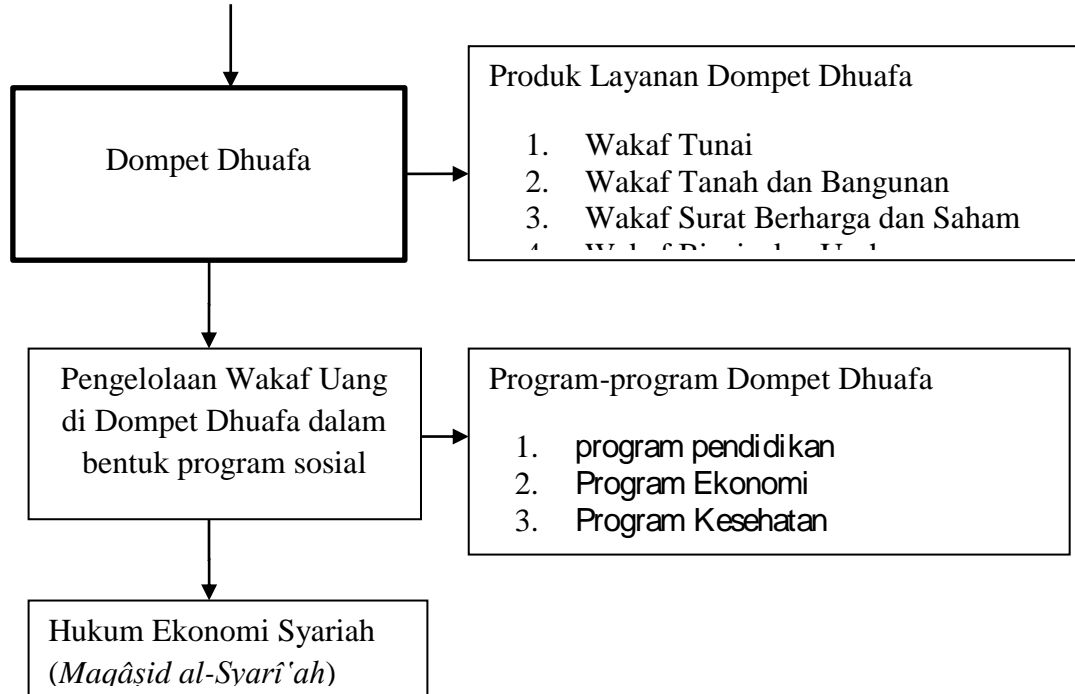 Dompet Dhuafa
Produk Layanan Dompet Dhuafa
1. Wakaf Tunai
2. Wakaf Tanah dan Bangunan
3. Wakaf Surat Berharga dan Saham
Pengelolaan Wakaf Uang
di Dompet Dhuafa dalam
bentuk program sosial
Program-program Dompet Dhuafa
1. program pendidikan
2. Program Ekonomi
3. Program Kesehatan
Hukum Ekonomi Syariah
(Maqâṣid al-Syarî‛ah)